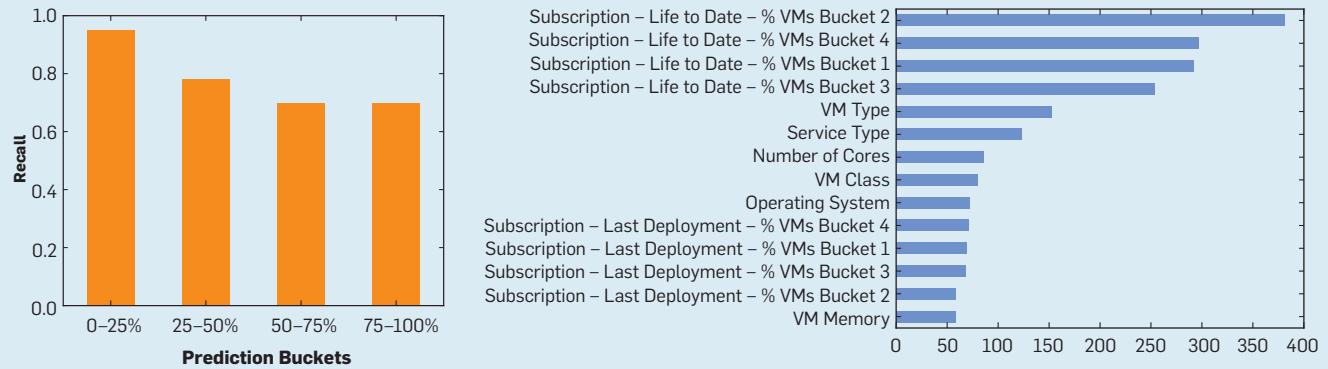 1.0
0.8
0.6
0.4
0.2
0.0
Recall
0–25%
25–50%
50–75%
75–100%
Prediction Buckets
Subscription – Life to Date – % VMs Bucket 2
Subscription – Life to Date – % VMs Bucket 4
Subscription – Life to Date – % VMs Bucket 1
Subscription – Life to Date – % VMs Bucket 3
VM Type
Service Type
Number of Cores
VM Class
Operating System
Subscription – Last Deployment – % VMs Bucket 4
Subscription – Last Deployment – % VMs Bucket 1
Subscription – Last Deployment – % VMs Bucket 3
Subscription – Last Deployment – % VMs Bucket 2
VM Memory
0 50 100 150 200 250 300 350 400